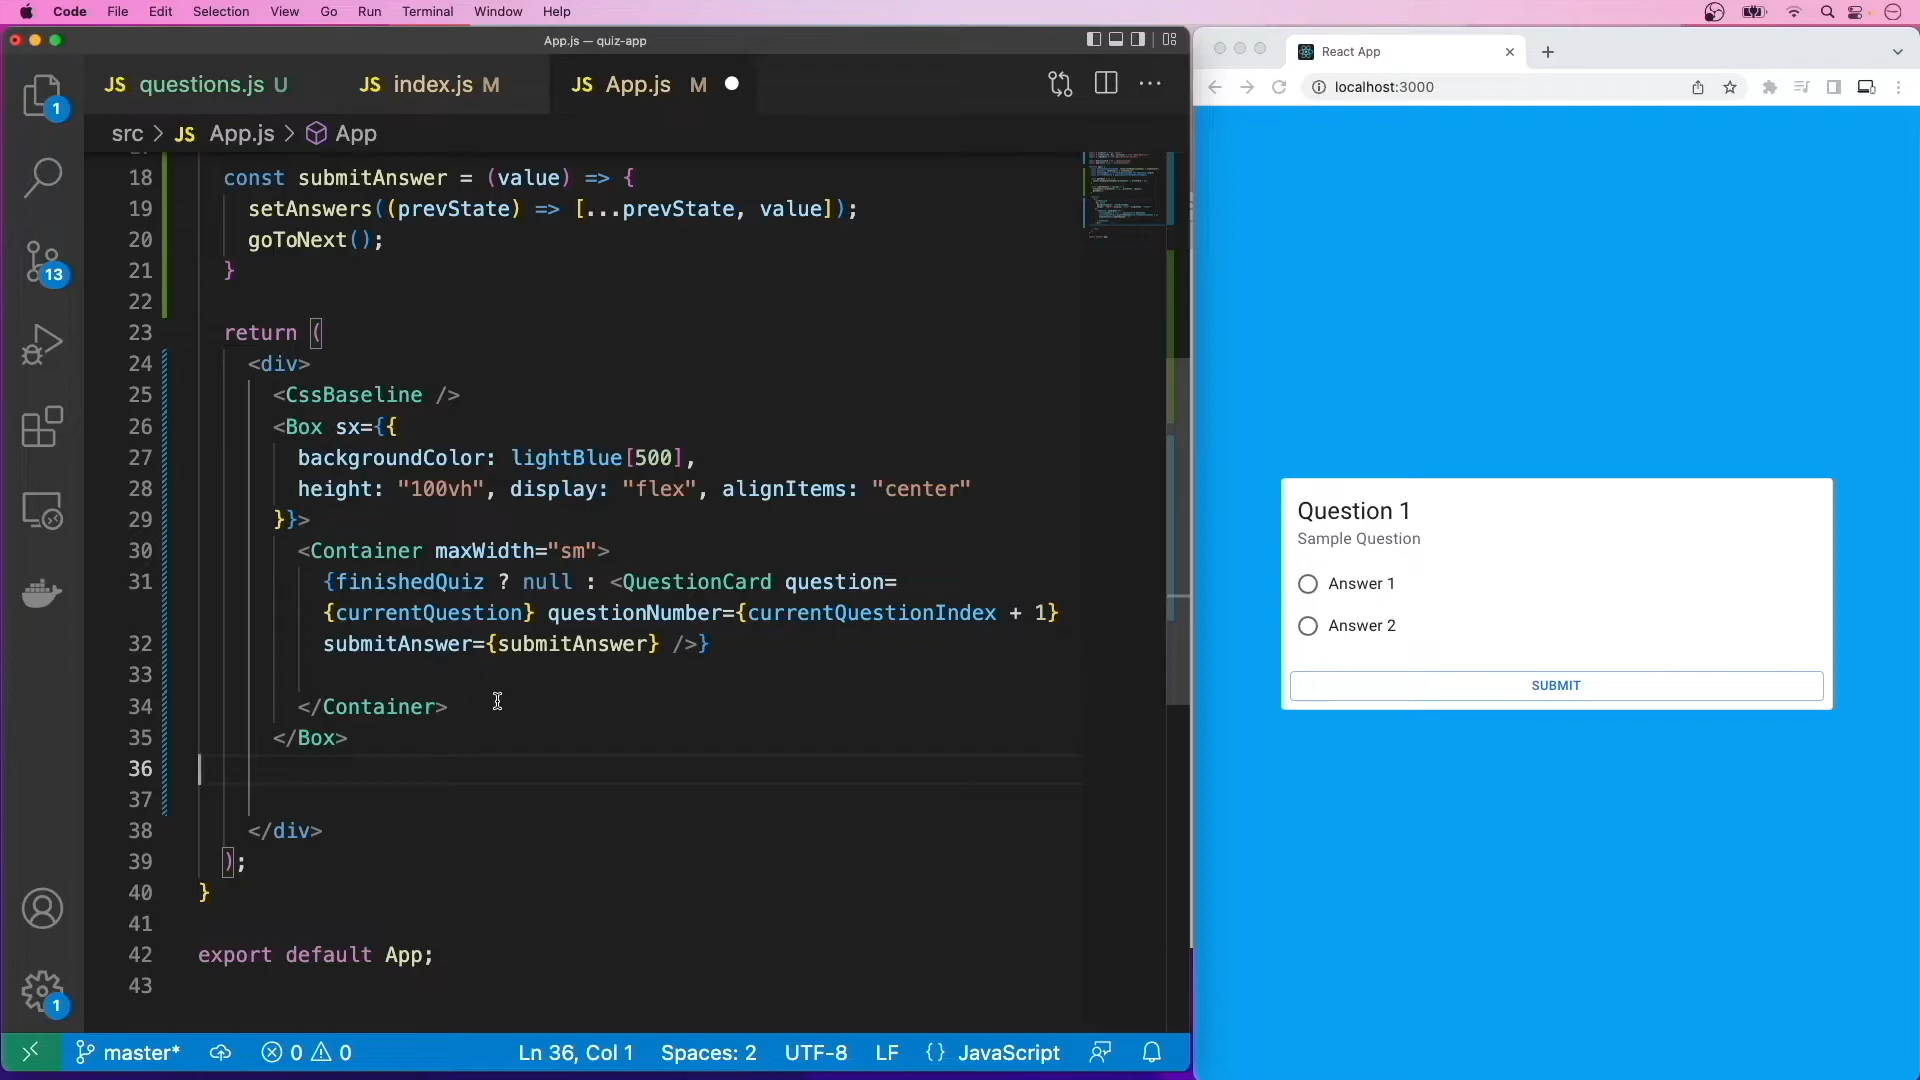 Code File Edit Selection View Go Run Terminal Window Help
App.js — quiz-app
JS questions.js U JS index.js M JS App.js M
src > JS App.js > App
18 const submitAnswer = (value) => {
19 setAnswers((prevState) => [...prevState, value]);
20 goToNext();
21 }
22
23 return (
24 <div>
25 <CssBaseline />
26 <Box sx={{
27 backgroundColor: lightBlue[500],
28 height: "100vh", display: "flex", alignItems: "center"
29 }}>
30 <Container maxWidth="sm">
31 {finishedQuiz ? null : <QuestionCard question=
{currentQuestion} questionNumber={currentQuestionIndex + 1}
32 submitAnswer={submitAnswer} />}
33
34 </Container>
35 </Box>
36
37
38 </div>
39 );
40 }
41
42 export default App;
43
1
13
1
master* 0 0 Ln 36, Col 1 Spaces: 2 UTF-8 LF {} JavaScript
React App
localhost:3000
Question 1
Sample Question
Answer 1
Answer 2
SUBMIT